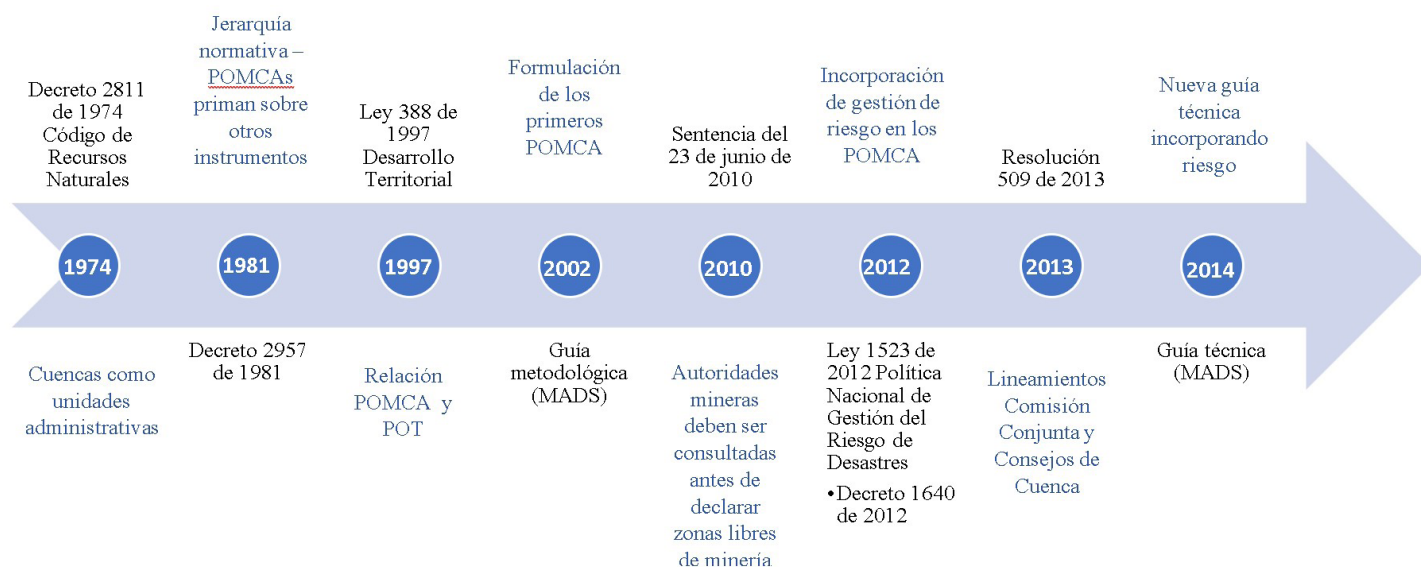 Decreto 2811
de 1974
Código de
Recursos
Naturales
Jerarquía
normativa –
POMCAs
priman sobre
otros
instrumentos
Ley 388 de
1997
Desarrollo
Territorial
Formulación
de los
primeros
POMCA
Sentencia del
23 de junio de
2010
Incorporación
de gestión de
riesgo en los
POMCA
Resolución
509 de 2013
Nueva guía
técnica
incorporando
riesgo
1974
1981
1997
2002
2010
2012
2013
2014
Cuencas como
unidades
administrativas
Decreto 2957
de 1981
Relación
POMCA y
POT
Guía
metodológica
(MADS)
Autoridades
mineras
deben ser
consultadas
antes de
declarar
zonas libres
de minería
Ley 1523 de
2012 Política
Nacional de
Gestión del
Riesgo de
Desastres
•Decreto 1640
de 2012
Lineamientos
Comisión
Conjunta y
Consejos de
Cuenca
Guía técnica
(MADS)